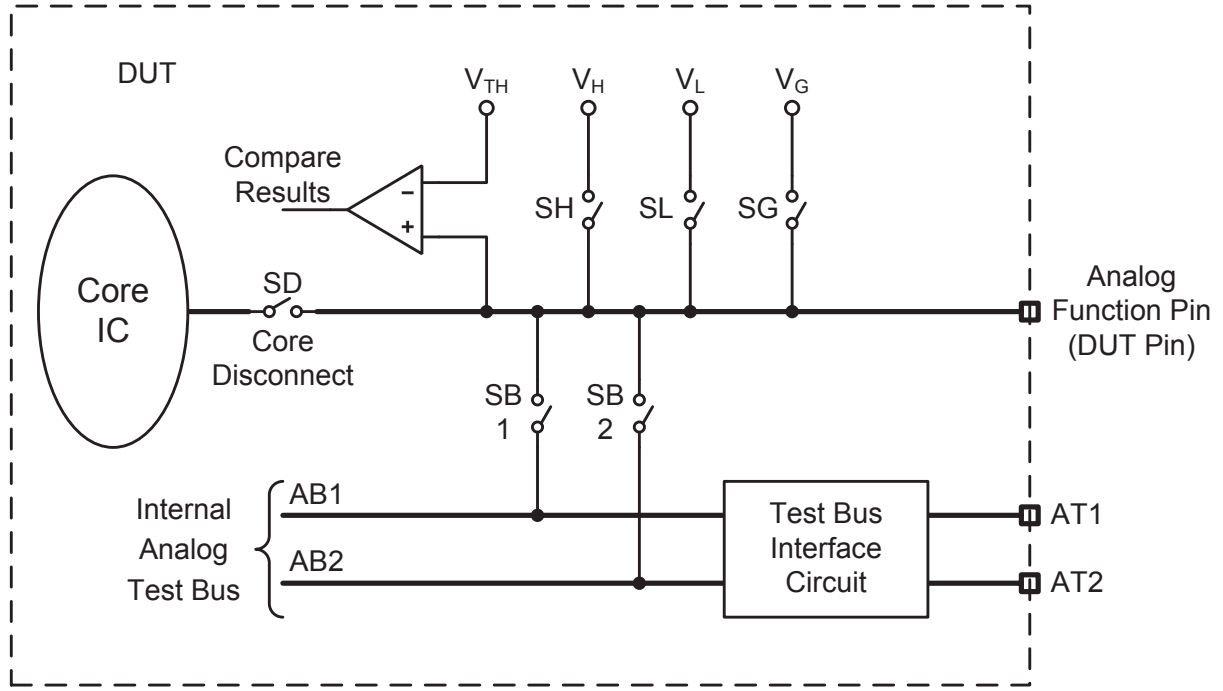 DUT
V_TH
V_H
V_L
V_G
Compare
Results
−
+
SH
SL
SG
Core
IC
SD
Core
Disconnect
Analog
Function Pin
(DUT Pin)
SB
1
SB
2
Internal
Analog
Test Bus
AB1
AB2
Test Bus
Interface
Circuit
AT1
AT2